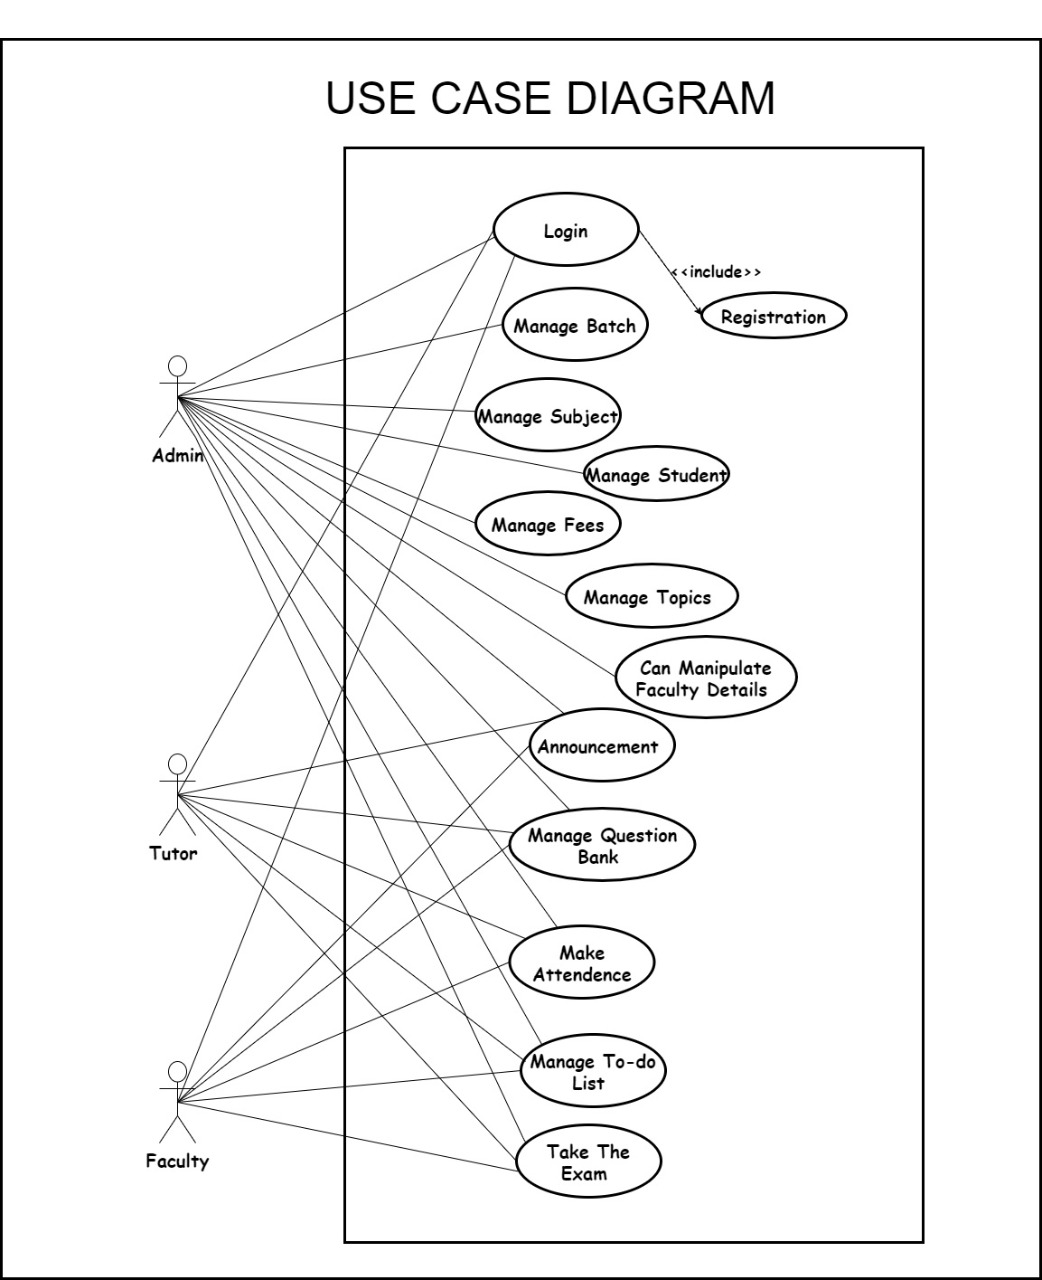 USE CASE DIAGRAM
Login
<<include>>
Registration
Manage Batch
Manage Subject
Admin
Manage Student
Manage Fees
Manage Topics
Can Manipulate
Faculty Details
Announcement
Manage Question
Bank
Tutor
Make
Attendence
Manage To-do
List
Take The
Exam
Faculty